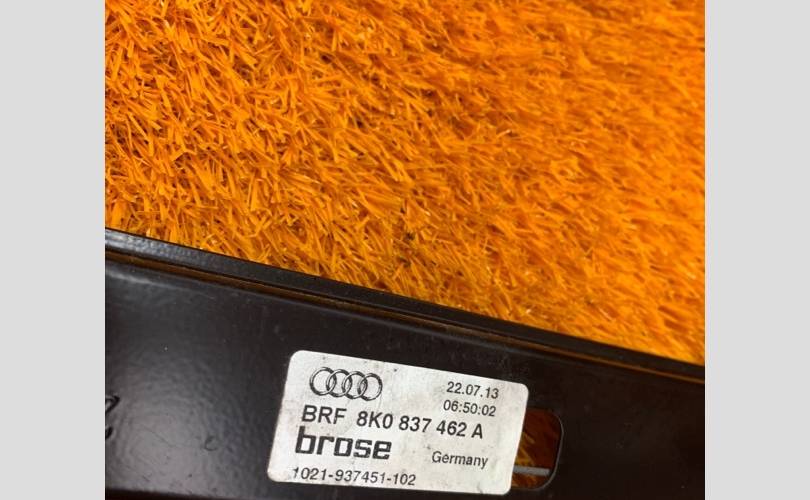 22.07.13
06:50:02
BRF 8K0 837 462 A
brose
Germany
1021-937451-102